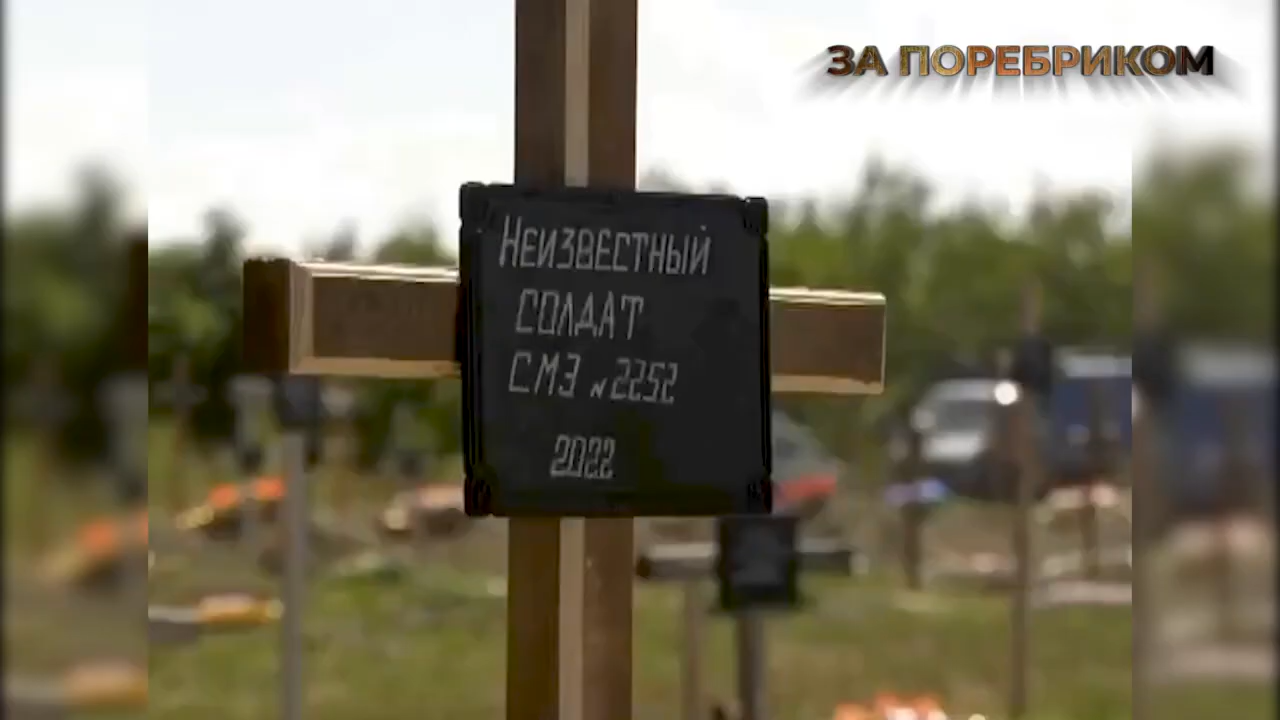 ЗА ПОРЕБРИКОМ
НЕИЗВЕСТНЫЙ
СОЛДАТ
СМЭ №2252
2022